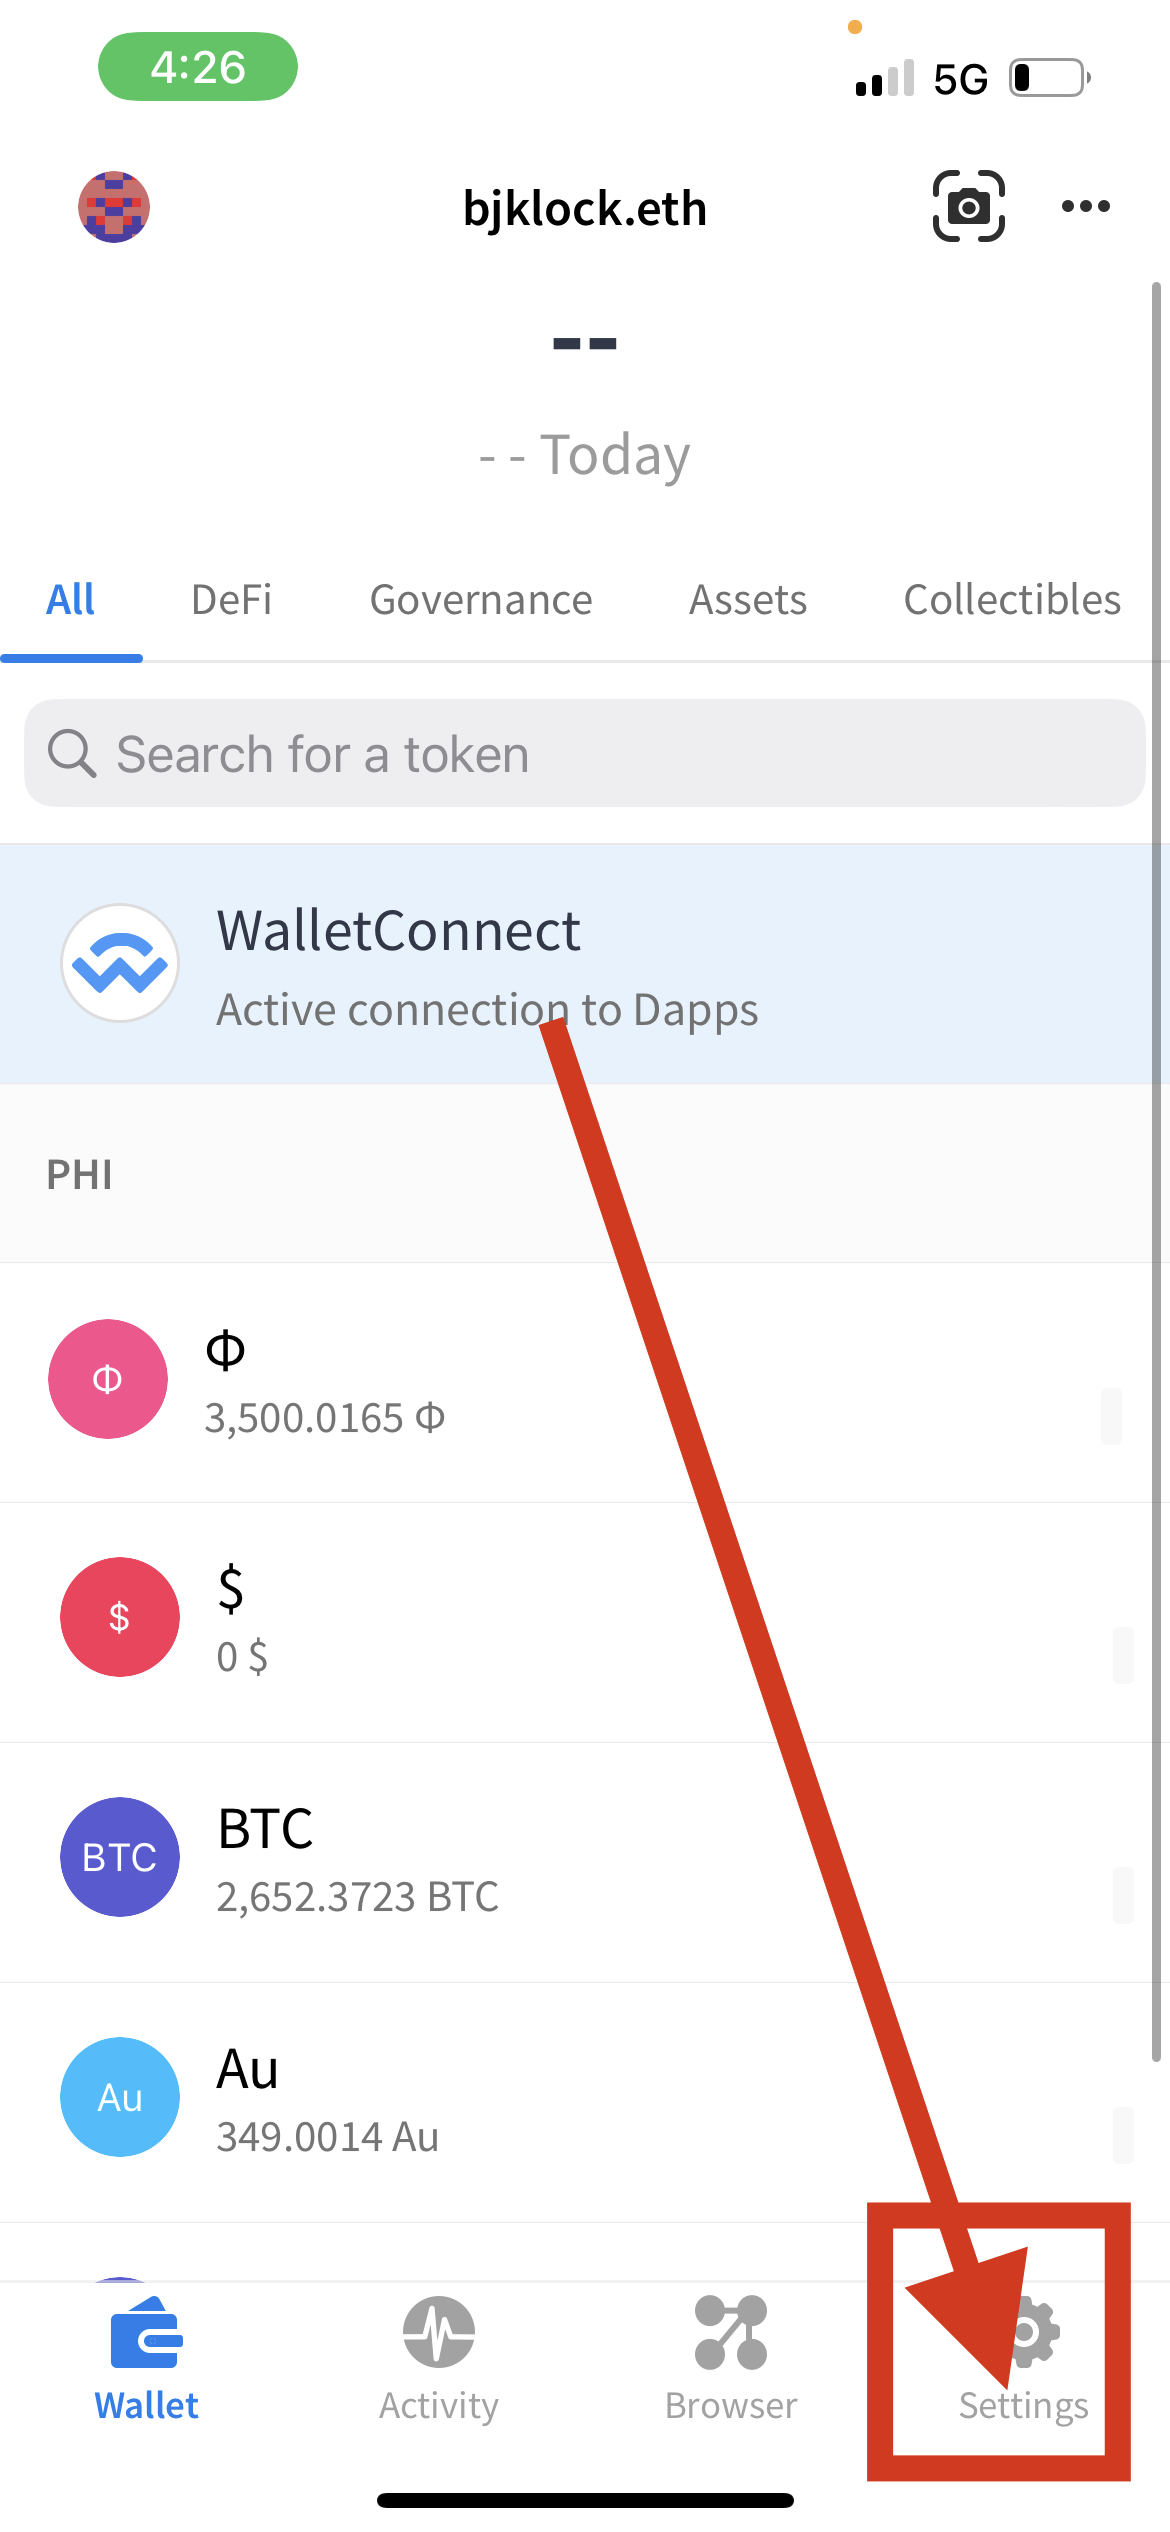 4:26
5G
bjklock.eth
--
- - Today
All DeFi Governance Assets Collectibles
Search for a token
WalletConnect
Active connection to Dapps
PHI
Φ
Φ
3,500.0165 Φ
$
$
0 $
BTC
BTC
2,652.3723 BTC
Au
Au
349.0014 Au
Wallet Activity Browser Settings